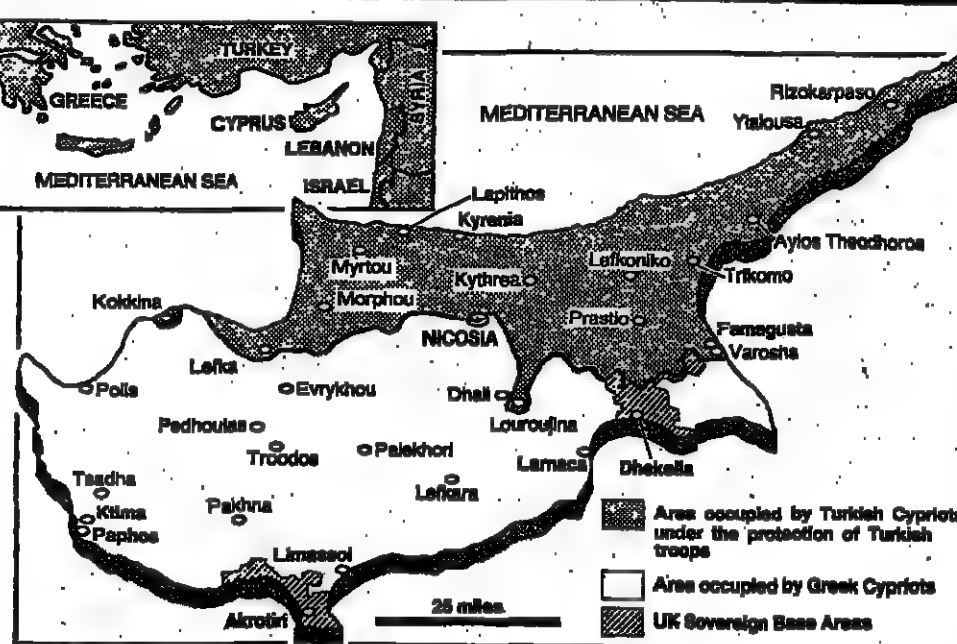 TURKEY
GREECE
CYPRUS
SYRIA
LEBANON
MEDITERRANEAN SEA
ISRAEL
MEDITERRANEAN SEA
Rizokarpaso
Yialousa
Lapithos
Kyrenia
Ayios Theodhoros
Myrtou
Kythrea
Lefkoniko
Trikomo
Kokkina
Morphou
NICOSIA
Prastio
Famagusta
Varosha
Lefka
Polis
Evrykhou
Dhali
Louroujina
Pedhoulas
Troodos
Palekhori
Larnaca
Dhekelia
Tsadha
Lefkara
Ktima
Pakhna
Paphos
Limassol
Akrotiri
25 miles
Area occupied by Turkish Cypriots
under the protection of Turkish
troops
Area occupied by Greek Cypriots
UK Sovereign Base Areas